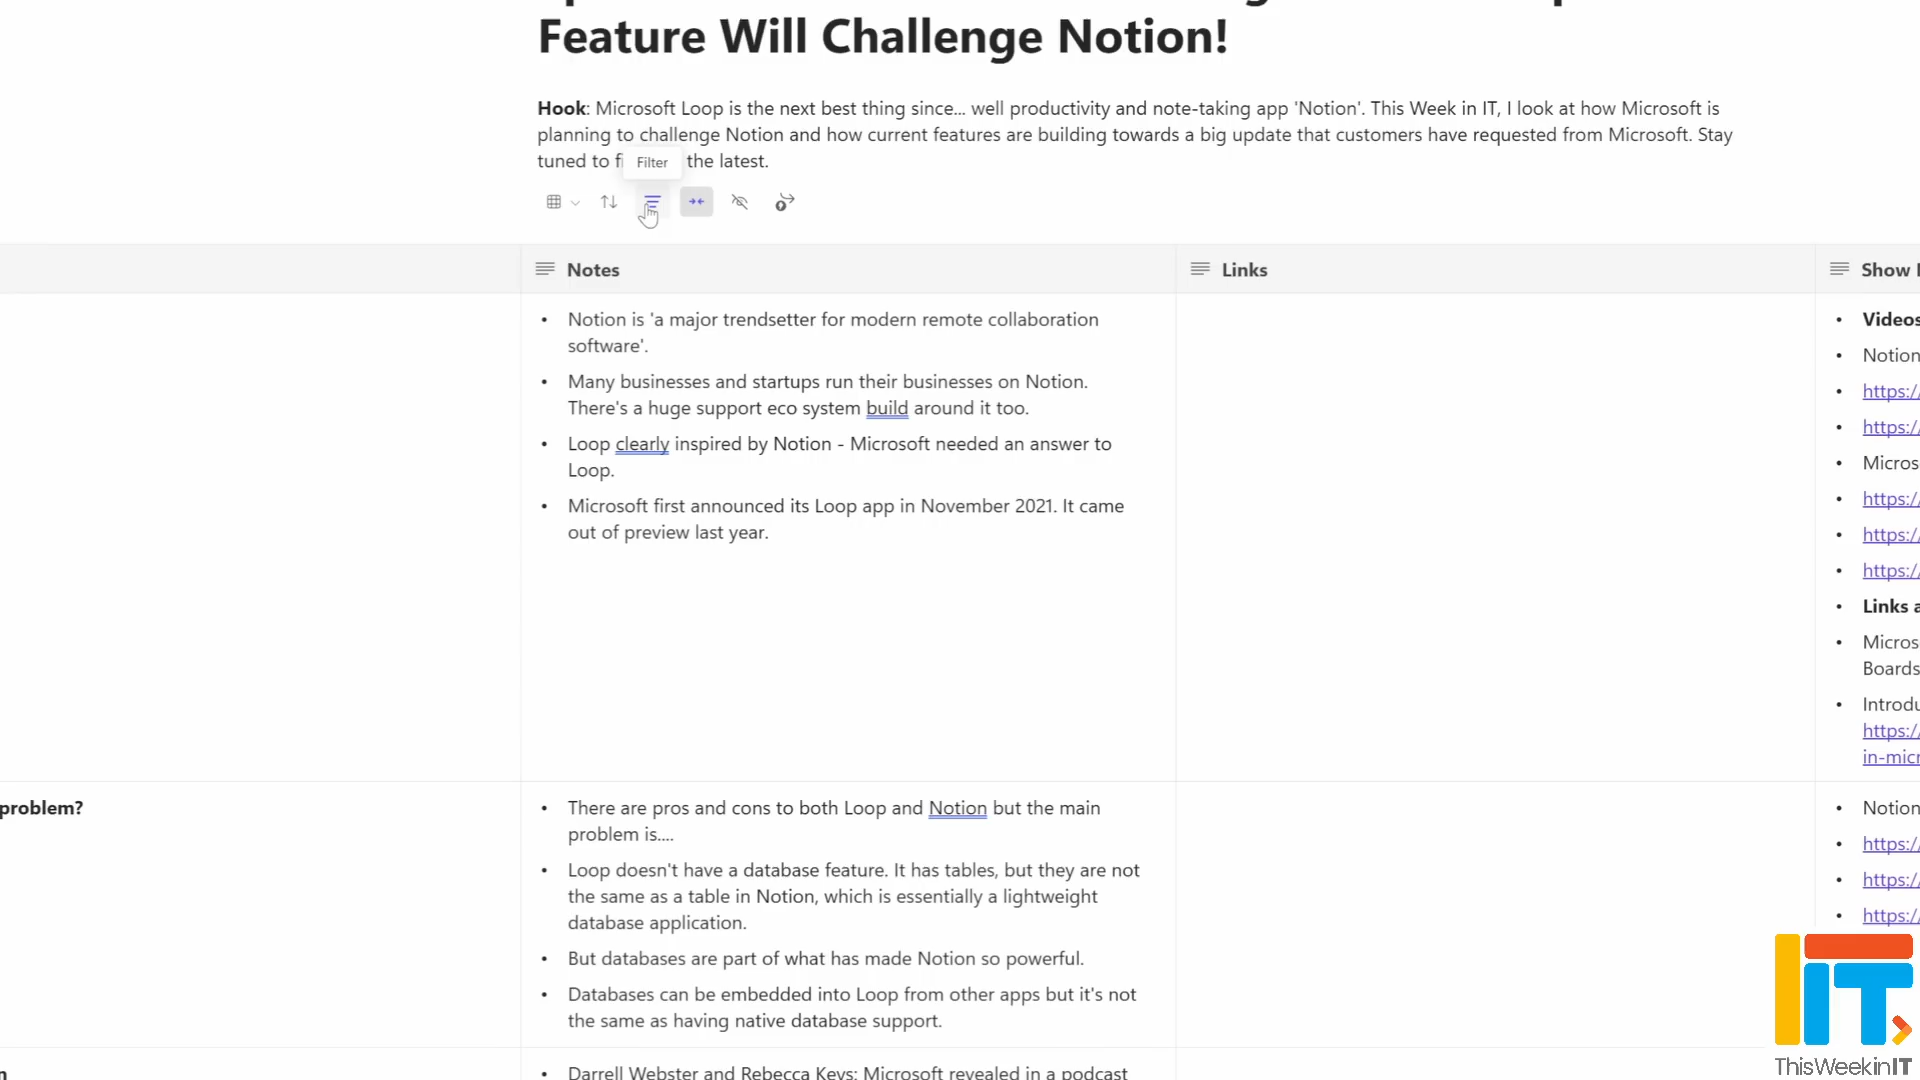 Feature Will Challenge Notion!
Hook: Microsoft Loop is the next best thing since... well productivity and note-taking app 'Notion'. This Week in IT, I look at how Microsoft is
planning to challenge Notion and how current features are building towards a big update that customers have requested from Microsoft. Stay
tuned to fi the latest.
Filter
Notes
Links
Show
Notion is 'a major trendsetter for modern remote collaboration
software'.
Many businesses and startups run their businesses on Notion.
There's a huge support eco system build around it too.
Loop clearly inspired by Notion - Microsoft needed an answer to
Loop.
Microsoft first announced its Loop app in November 2021. It came
out of preview last year.
Videos
Notion
https:/
https:/
Micros
https:/
https:/
https:/
Links a
Micros
Boards
Introdu
https:/
in-micr
problem?
There are pros and cons to both Loop and Notion but the main
problem is....
Loop doesn't have a database feature. It has tables, but they are not
the same as a table in Notion, which is essentially a lightweight
database application.
But databases are part of what has made Notion so powerful.
Databases can be embedded into Loop from other apps but it's not
the same as having native database support.
Notion
https:/
https:/
https:/
Darrell Webster and Rebecca Keys: Microsoft revealed in a podcast
IT
ThisWeekinIT